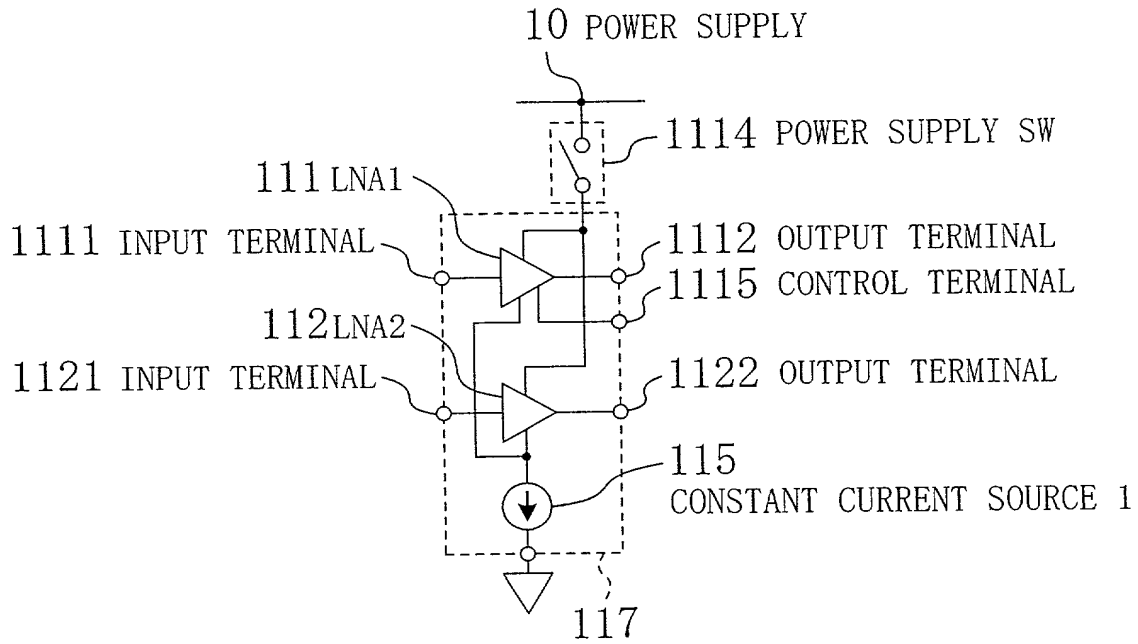 10 POWER SUPPLY
1114 POWER SUPPLY SW
111 LNA1
1111 INPUT TERMINAL
1112 OUTPUT TERMINAL
1115 CONTROL TERMINAL
112 LNA2
1121 INPUT TERMINAL
1122 OUTPUT TERMINAL
115
CONSTANT CURRENT SOURCE 1
117